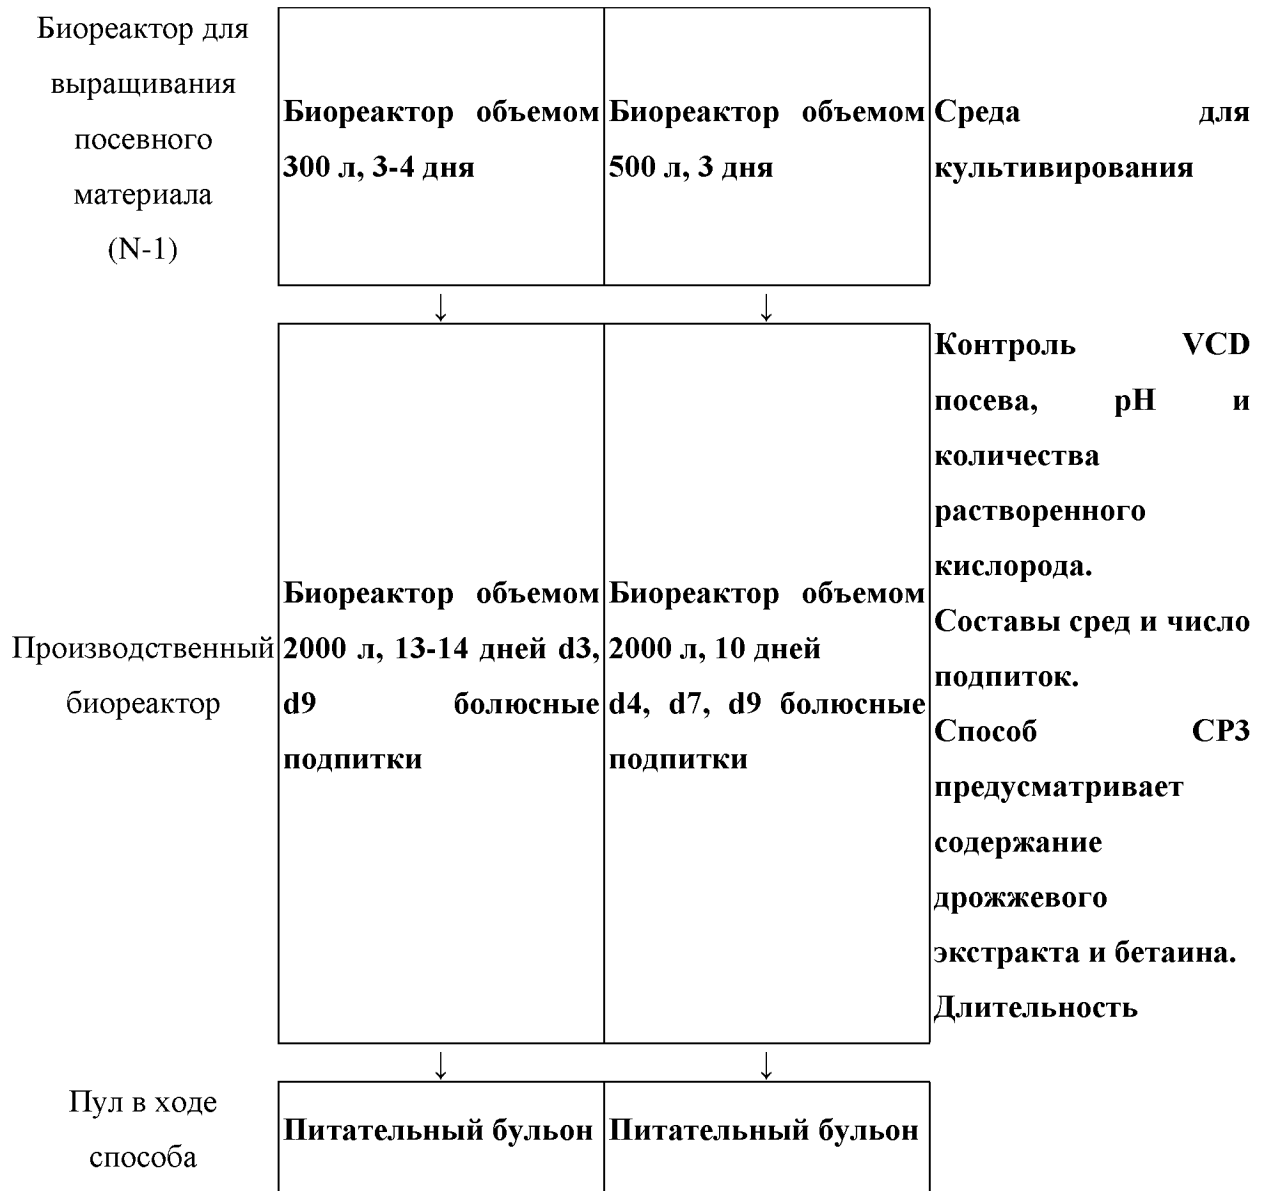 Биореактор для
выращивания
посевного
материала
(N-1)
Биореактор объемом
300 л, 3-4 дня
Биореактор объемом
500 л, 3 дня
Среда для
культивирования
↓ ↓
Производственный
биореактор
Биореактор объемом
2000 л, 13-14 дней d3,
d9 болюсные
подпитки
Биореактор объемом
2000 л, 10 дней
d4, d7, d9 болюсные
подпитки
Контроль VCD
посева, pH и
количества
растворенного
кислорода.
Составы сред и число
подпиток.
Способ CP3
предусматривает
содержание
дрожжевого
экстракта и бетаина.
Длительность
↓ ↓
Пул в ходе
способа
Питательный бульон
Питательный бульон